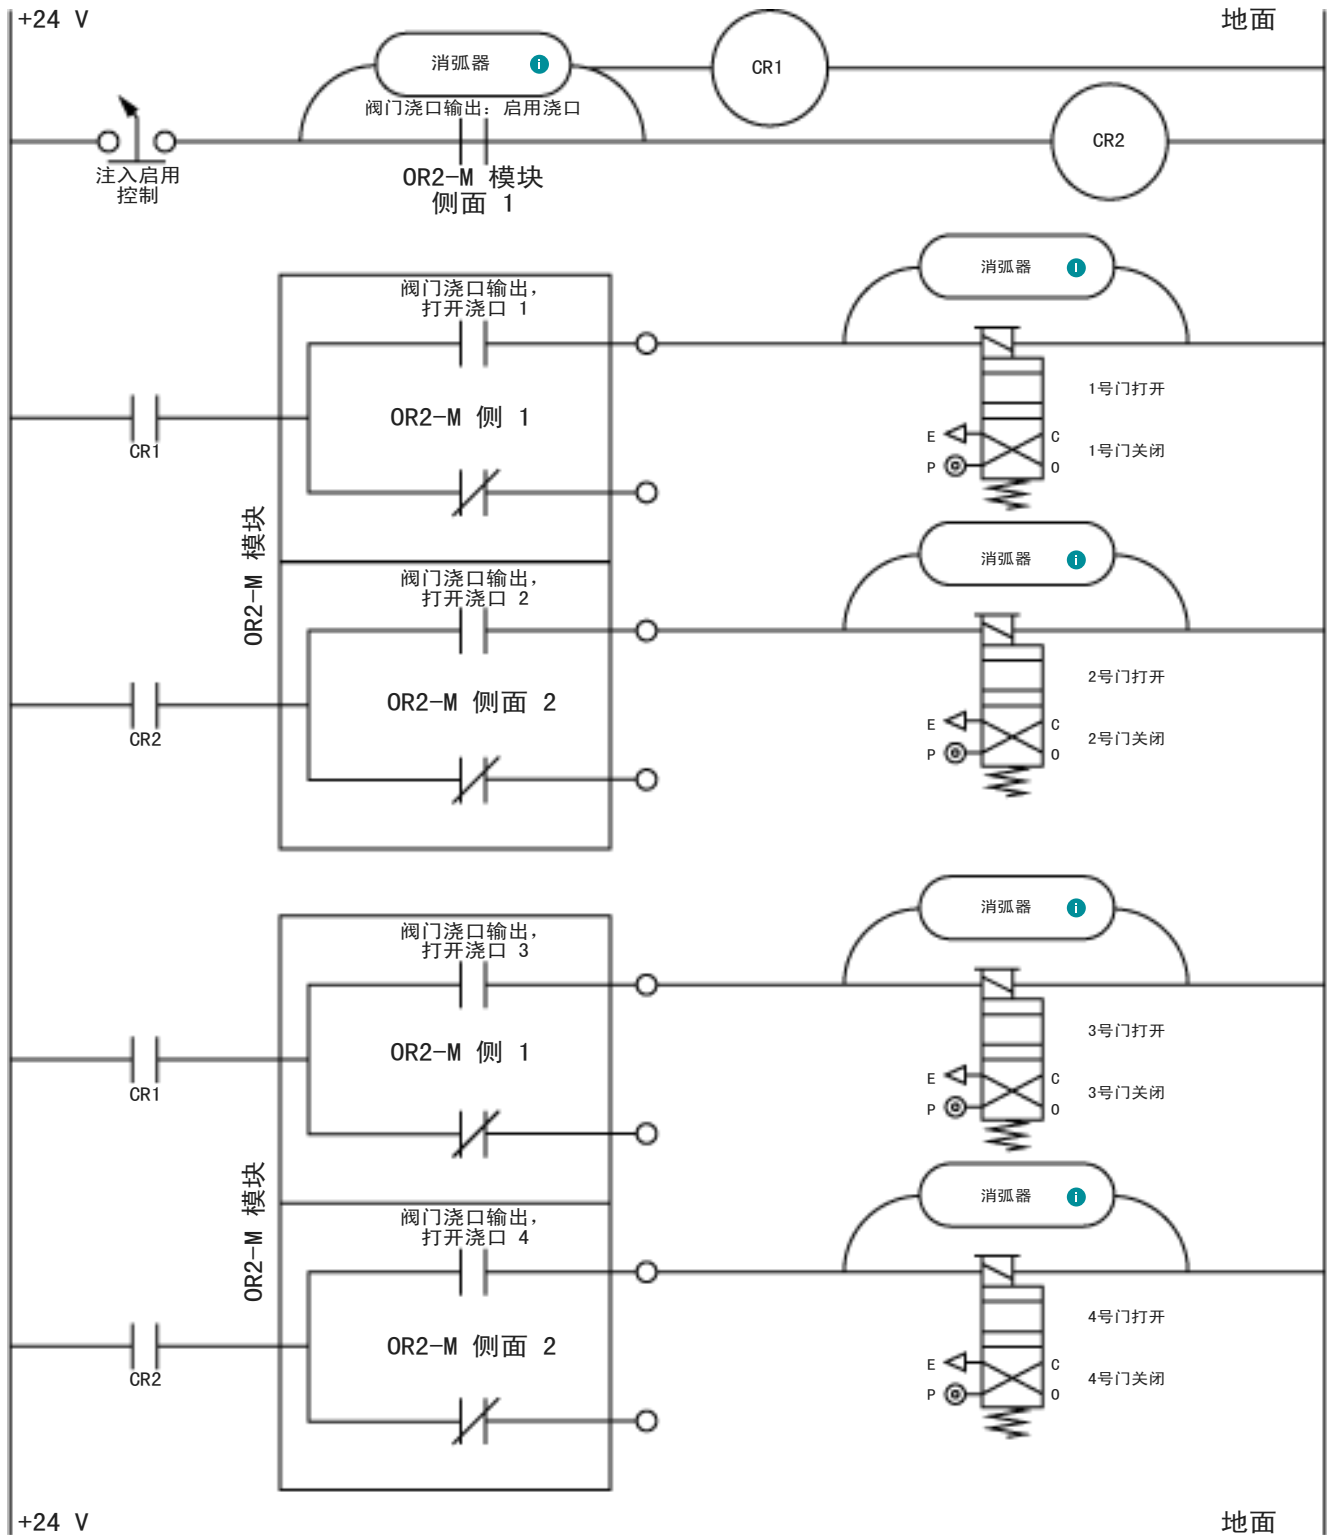 +24 V
地面
消弧器 i
CR1
阀门浇口输出: 启用浇口
CR2
注入启用
控制
OR2-M 模块
侧面 1
消弧器 i
阀门浇口输出,
打开浇口 1
1号门打开
CR1
OR2-M 侧 1
E
C
1号门关闭
P
O
OR2-M 模块
消弧器 i
阀门浇口输出,
打开浇口 2
2号门打开
CR2
OR2-M 侧面 2
E
C
2号门关闭
P
O
消弧器 i
阀门浇口输出,
打开浇口 3
3号门打开
CR1
OR2-M 侧 1
E
C
3号门关闭
P
O
OR2-M 模块
消弧器 i
阀门浇口输出,
打开浇口 4
4号门打开
CR2
OR2-M 侧面 2
E
C
4号门关闭
P
O
+24 V
地面